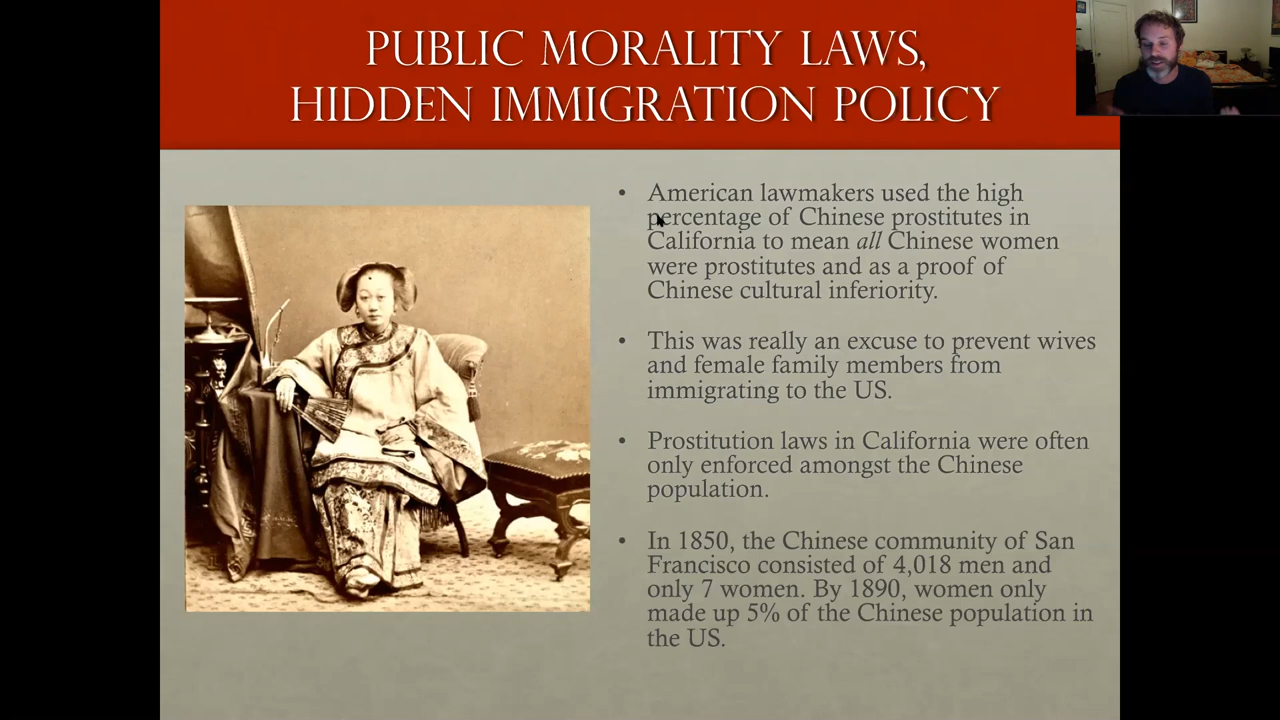 PUBLIC MORALITY LAWS,
HIDDEN IMMIGRATION POLICY
• American lawmakers used the high
percentage of Chinese prostitutes in
California to mean all Chinese women
were prostitutes and as a proof of
Chinese cultural inferiority.
• This was really an excuse to prevent wives
and female family members from
immigrating to the US.
• Prostitution laws in California were often
only enforced amongst the Chinese
population.
• In 1850, the Chinese community of San
Francisco consisted of 4,018 men and
only 7 women. By 1890, women only
made up 5% of the Chinese population in
the US.